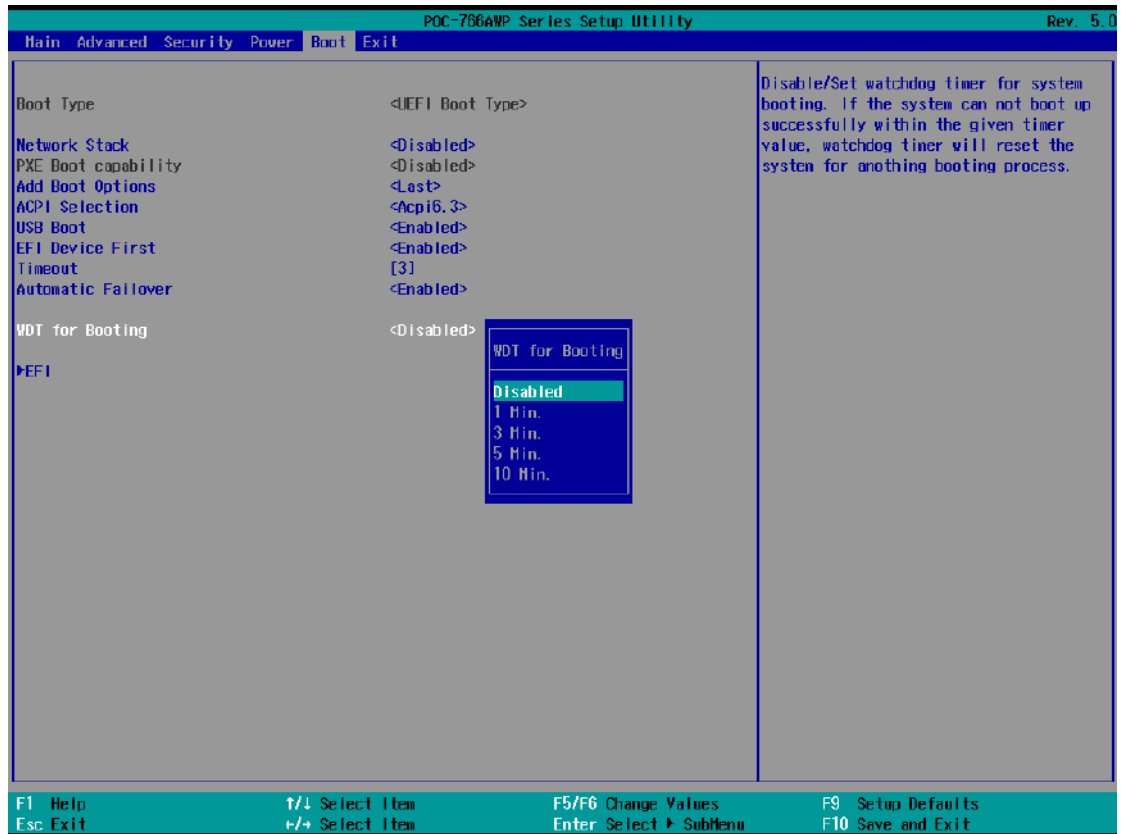 POC-766AWP Series Setup Utility Rev. 5.0
Main Advanced Security Power Boot Exit
Boot Type <UEFI Boot Type>
Network Stack <Disabled>
PXE Boot capability <Disabled>
Add Boot Options <Last>
ACPI Selection <Acpi6.3>
USB Boot <Enabled>
EFI Device First <Enabled>
Timeout [3]
Automatic Failover <Enabled>
WDT for Booting <Disabled>
▶EFI
WDT for Booting
Disabled
1 Min.
3 Min.
5 Min.
10 Min.
Disable/Set watchdog timer for system
booting. If the system can not boot up
successfully within the given timer
value, watchdog timer will reset the
system for anothing booting process.
F1 Help ↑/↓ Select Item F5/F6 Change Values F9 Setup Defaults
Esc Exit ←/→ Select Item Enter Select ▶ SubMenu F10 Save and Exit